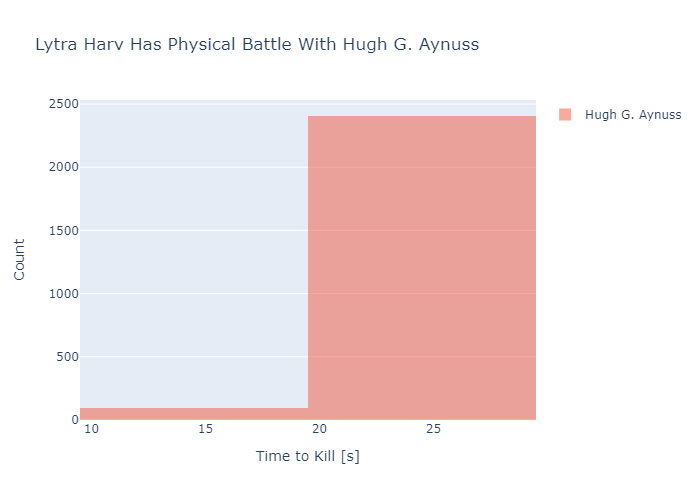 Lytra Harv Has Physical Battle With Hugh G. Aynuss
2500
2000
1500
1000
500
0
Count
10
15
20
25
Time to Kill [s]
Hugh G. Aynuss